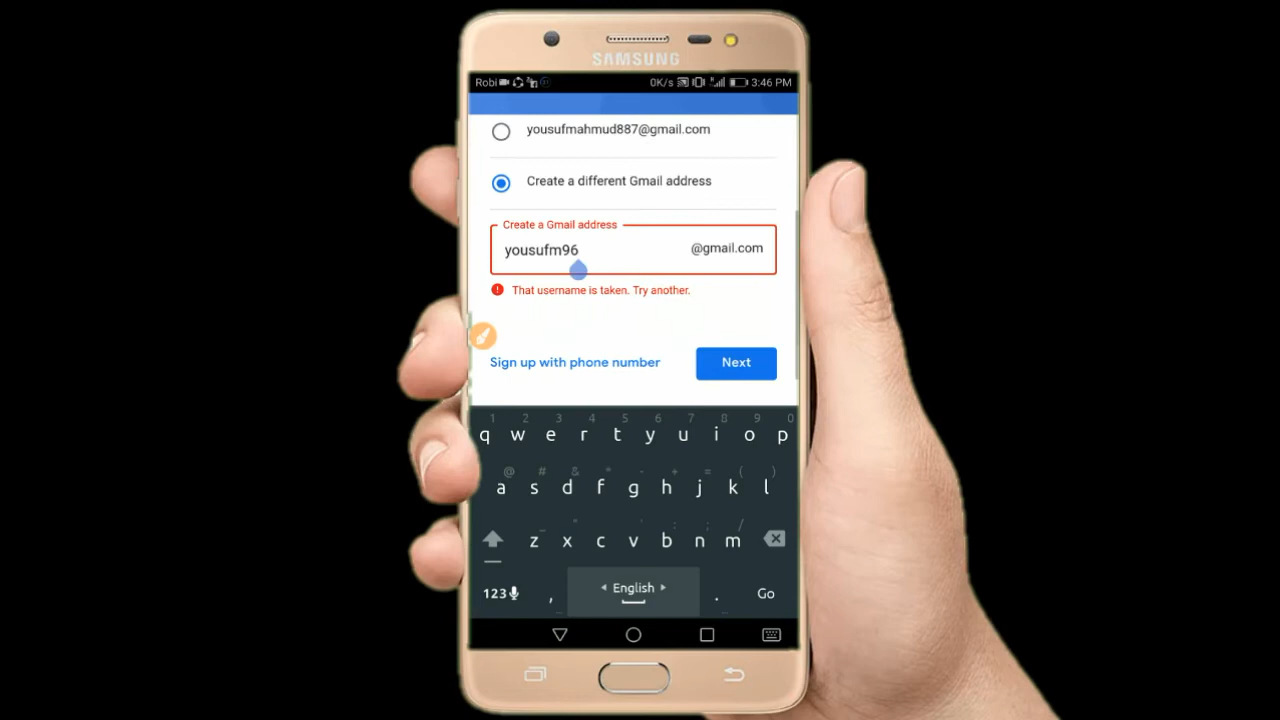 SAMSUNG
Robi 0K/s 3:46 PM
yousufmahmud887@gmail.com
Create a different Gmail address
Create a Gmail address
yousufm96 @gmail.com
That username is taken. Try another.
Sign up with phone number Next
1 2 3 4 5 6 7 8 9 0
q w e r t y u i o p
@ # & * - + = ( )
a s d f g h j k l
z x c v b n m
123 , English . Go